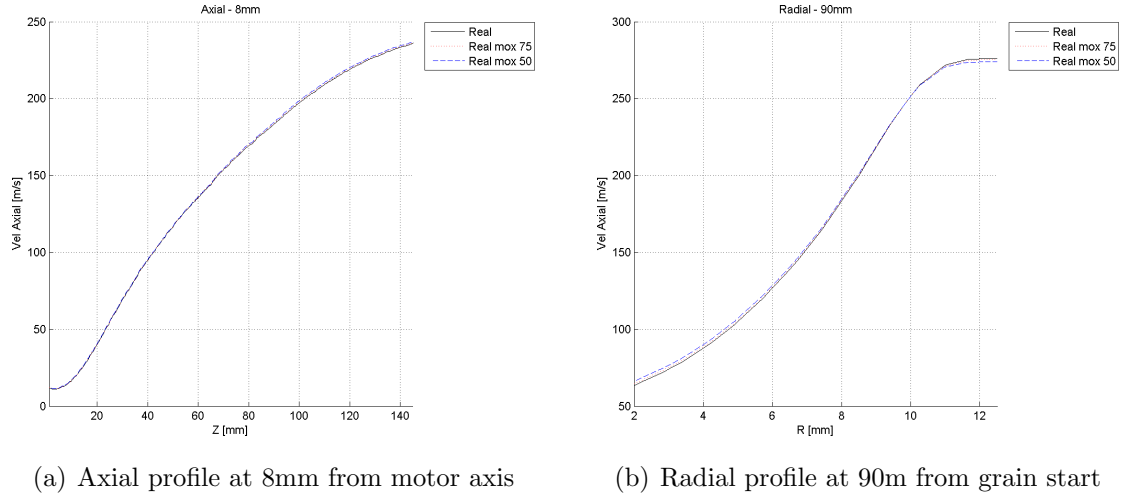 Axial - 8mm
250
200
150
100
50
0
20
40
60
80
100
120
140
Vel Axial [m/s]
Z [mm]
Real
Real mox 75
Real mox 50
(a) Axial profile at 8mm from motor axis
Radial - 90mm
300
250
200
150
100
50
2
4
6
8
10
12
Vel Axial [m/s]
R [mm]
Real
Real mox 75
Real mox 50
(b) Radial profile at 90m from grain start